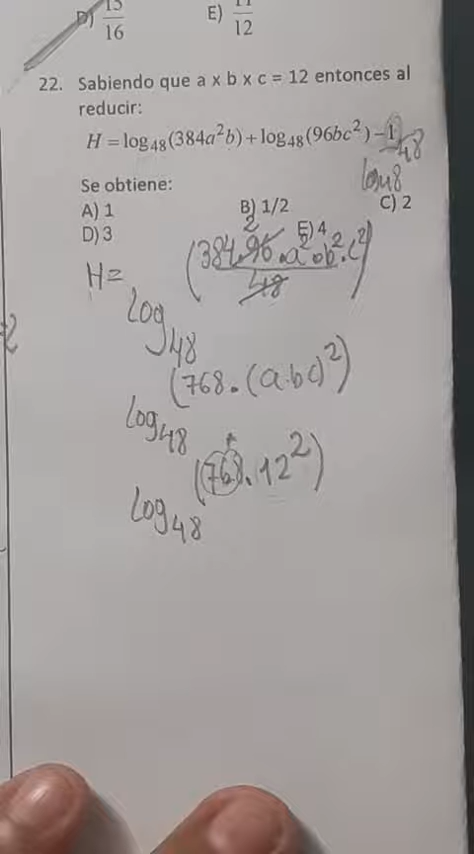 D) 15/16 E) 11/12
22. Sabiendo que a x b x c = 12 entonces al
reducir:
H = log₄₈(384a²b) + log₄₈(96bc²) – 1
48
log48
Se obtiene:
A) 1 B) 1/2 C) 2
D) 3 E) 4
H= log₄₈ (384.96.a².b².c²)/48
2
log₄₈ (768.(a.b.c)²)
log₄₈ (768.12²)